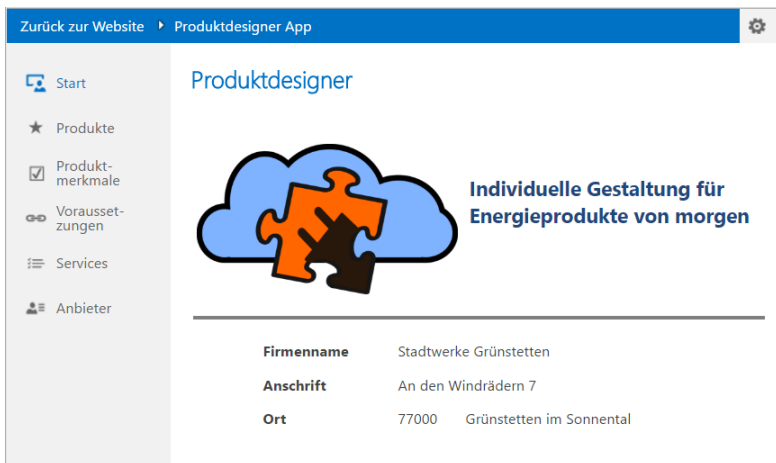 Zurück zur Website Produktdesigner App
Start
Produkte
Produkt-
merkmale
Vorausset-
zungen
Services
Anbieter
Produktdesigner
Individuelle Gestaltung für
Energieprodukte von morgen
Firmenname Stadtwerke Grünstetten
Anschrift An den Windrädern 7
Ort 77000 Grünstetten im Sonnental